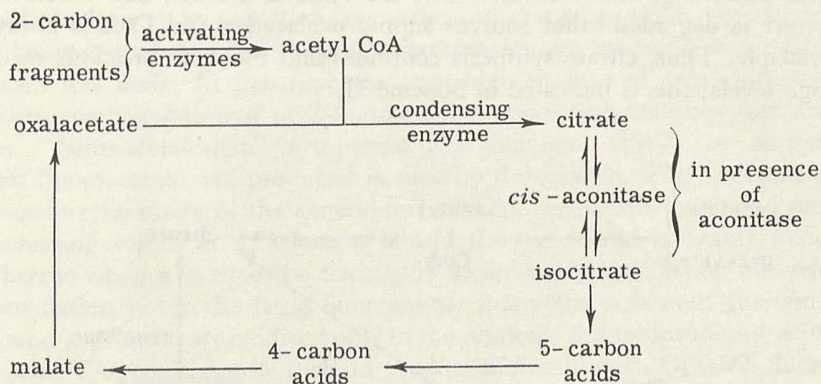 2-carbon
fragments
activating
enzymes
acetyl CoA
oxalacetate
condensing
enzyme
citrate
cis-aconitase
in presence
of
aconitase
isocitrate
malate
4-carbon
acids
5-carbon
acids